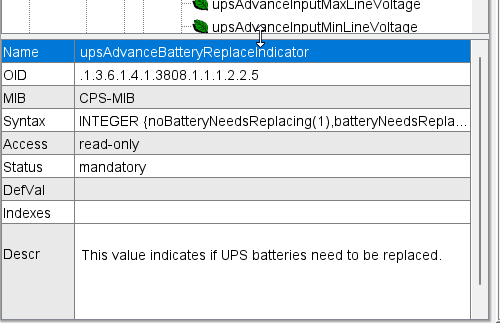 upsAdvanceInputMaxLineVoltage
upsAdvanceInputMinLineVoltage
Name upsAdvanceBatteryReplaceIndicator
OID .1.3.6.1.4.1.3808.1.1.1.2.2.5
MIB CPS-MIB
Syntax INTEGER {noBatteryNeedsReplacing(1),batteryNeedsRepla...
Access read-only
Status mandatory
DefVal
Indexes
Descr This value indicates if UPS batteries need to be replaced.